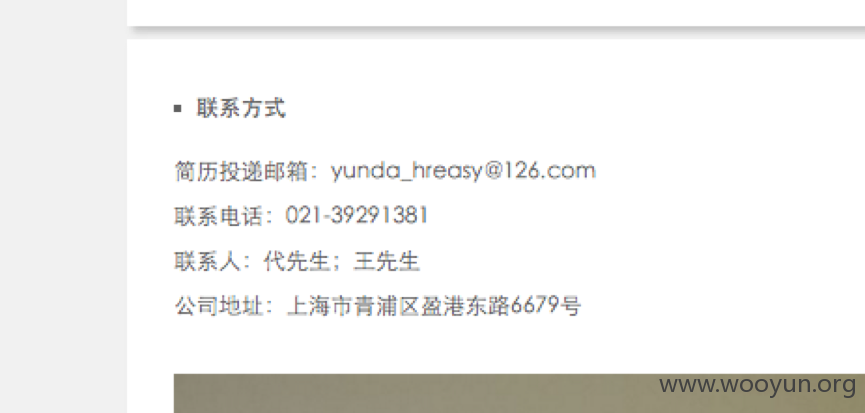 联系方式
简历投递邮箱：yunda_hreasy@126.com
联系电话：021-39291381
联系人：代先生；王先生
公司地址：上海市青浦区盈港东路6679号
www.wooyun.org